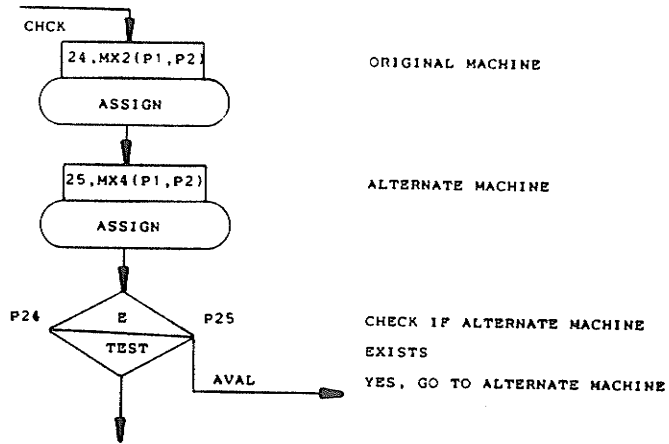 CHCK
24,MX2(P1,P2)
ORIGINAL MACHINE
ASSIGN
25,MX4(P1,P2)
ALTERNATE MACHINE
ASSIGN
P24
E
P25
CHECK IF ALTERNATE MACHINE
TEST
EXISTS
AVAL
YES, GO TO ALTERNATE MACHINE